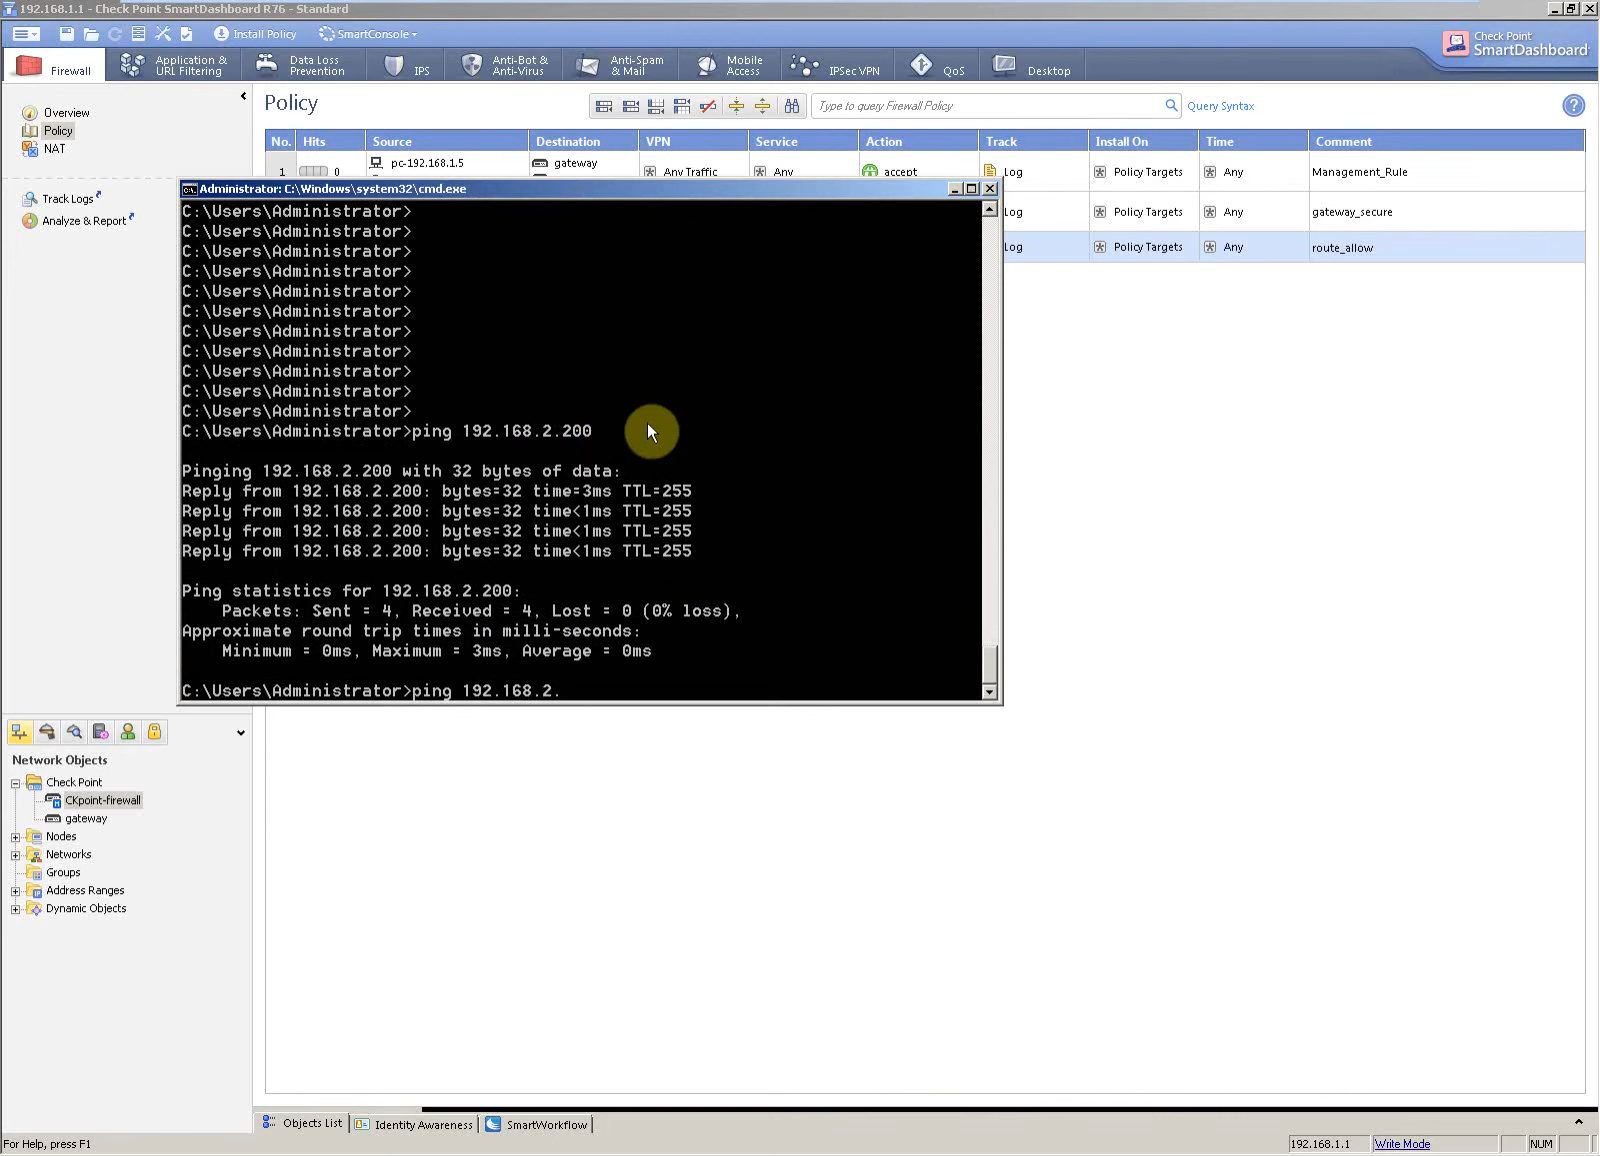 192.168.1.1 - Check Point SmartDashboard R76 - Standard
Install Policy
SmartConsole
Check Point
SmartDashboard
Firewall
Application &
URL Filtering
Data Loss
Prevention
IPS
Anti-Bot &
Anti-Virus
Anti-Spam
& Mail
Mobile
Access
IPSec VPN
QoS
Desktop
Overview
Policy
NAT
Track Logs
Analyze & Report
Policy
Type to query Firewall Policy
Query Syntax
No. Hits Source Destination VPN Service Action Track Install On Time Comment
1 0 pc-192.168.1.5 gateway Any Traffic Any accept Log Policy Targets Any Management_Rule
Log Policy Targets Any gateway_secure
Log Policy Targets Any route_allow
Administrator: C:\Windows\system32\cmd.exe
C:\Users\Administrator>
C:\Users\Administrator>
C:\Users\Administrator>
C:\Users\Administrator>
C:\Users\Administrator>
C:\Users\Administrator>
C:\Users\Administrator>
C:\Users\Administrator>
C:\Users\Administrator>
C:\Users\Administrator>
C:\Users\Administrator>
C:\Users\Administrator>ping 192.168.2.200
Pinging 192.168.2.200 with 32 bytes of data:
Reply from 192.168.2.200: bytes=32 time=3ms TTL=255
Reply from 192.168.2.200: bytes=32 time<1ms TTL=255
Reply from 192.168.2.200: bytes=32 time<1ms TTL=255
Reply from 192.168.2.200: bytes=32 time<1ms TTL=255
Ping statistics for 192.168.2.200:
Packets: Sent = 4, Received = 4, Lost = 0 (0% loss),
Approximate round trip times in milli-seconds:
Minimum = 0ms, Maximum = 3ms, Average = 0ms
C:\Users\Administrator>ping 192.168.2.
Network Objects
Check Point
CKpoint-firewall
gateway
Nodes
Networks
Groups
Address Ranges
Dynamic Objects
Objects List
Identity Awareness
SmartWorkflow
For Help, press F1
192.168.1.1
Write Mode
NUM